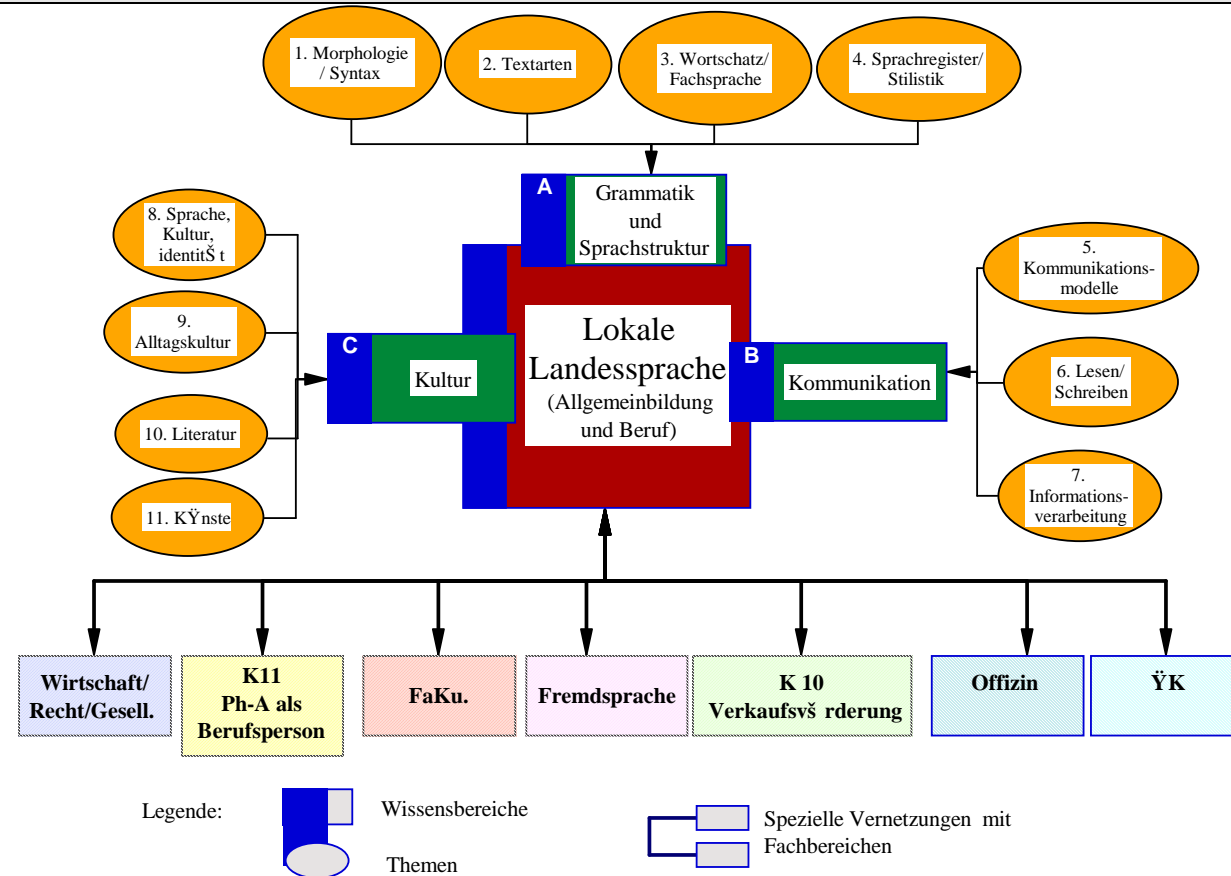 1. Morphologie
/ Syntax
2. Textarten
3. Wortschatz/
Fachsprache
4. Sprachregister/
Stilistik
A
Grammatik
und
Sprachstruktur
8. Sprache,
Kultur,
identitŠ t
9.
Alltagskultur
10. Literatur
11. KŸnste
C
Kultur
Lokale
Landessprache
(Allgemeinbildung
und Beruf)
B
Kommunikation
5.
Kommunikations-
modelle
6. Lesen/
Schreiben
7.
Informations-
verarbeitung
Wirtschaft/
Recht/Gesell.
K11
Ph-A als
Berufsperson
FaKu.
Fremdsprache
K 10
Verkaufsvš rderung
Offizin
ŸK
Legende:
Wissensbereiche
Themen
Spezielle Vernetzungen mit
Fachbereichen